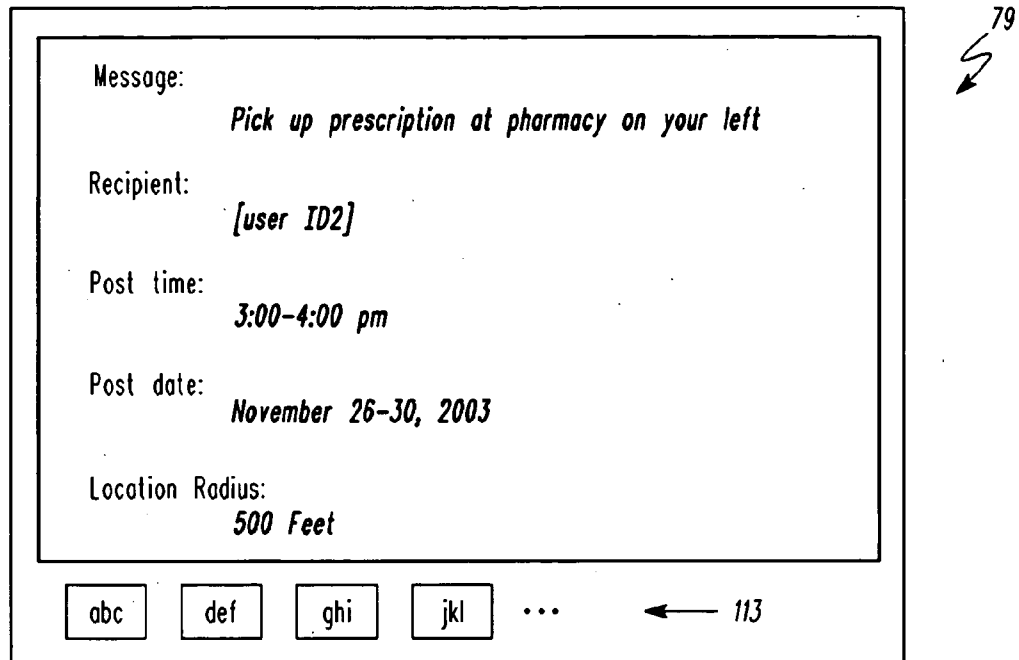 79
Message:
Pick up prescription at pharmacy on your left
Recipient:
[user ID2]
Post time:
3:00-4:00 pm
Post date:
November 26-30, 2003
Location Radius:
500 Feet
abc def ghi jkl ••• 113